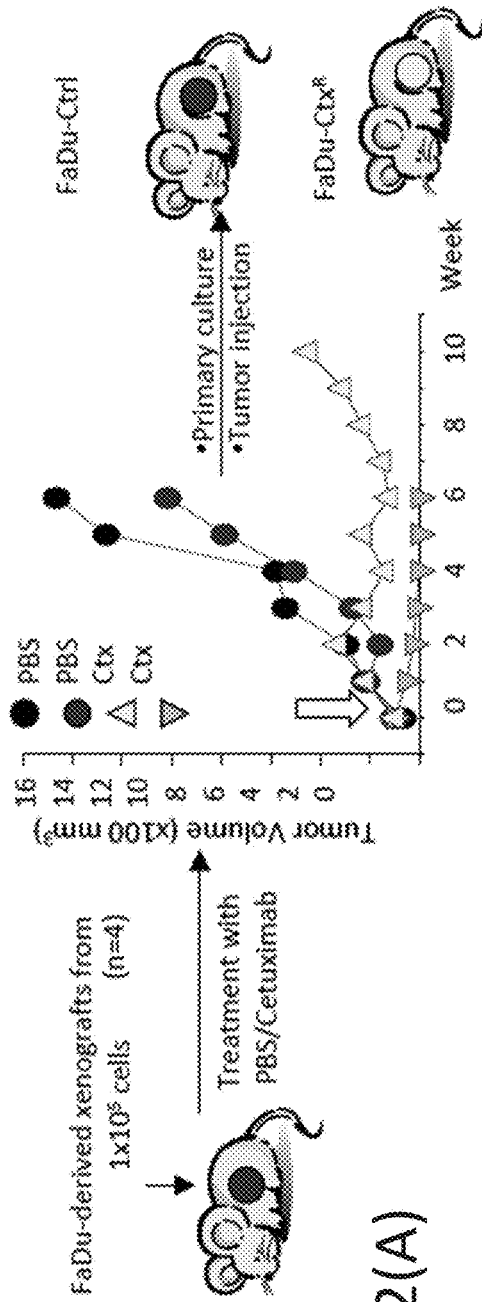 FaDu-derived xenografts from
1x10⁵ cells (n=4)
Treatment with
PBS/Cetuximab
Tumor Volume (x100 mm³)
16
14
12
10
8
6
4
2
0
PBS
PBS
Ctx
Ctx
0 2 4 6 8 10 Week
•Primary culture
•Tumor injection
FaDu-Ctrl
FaDu-Ctxᴿ
2(A)